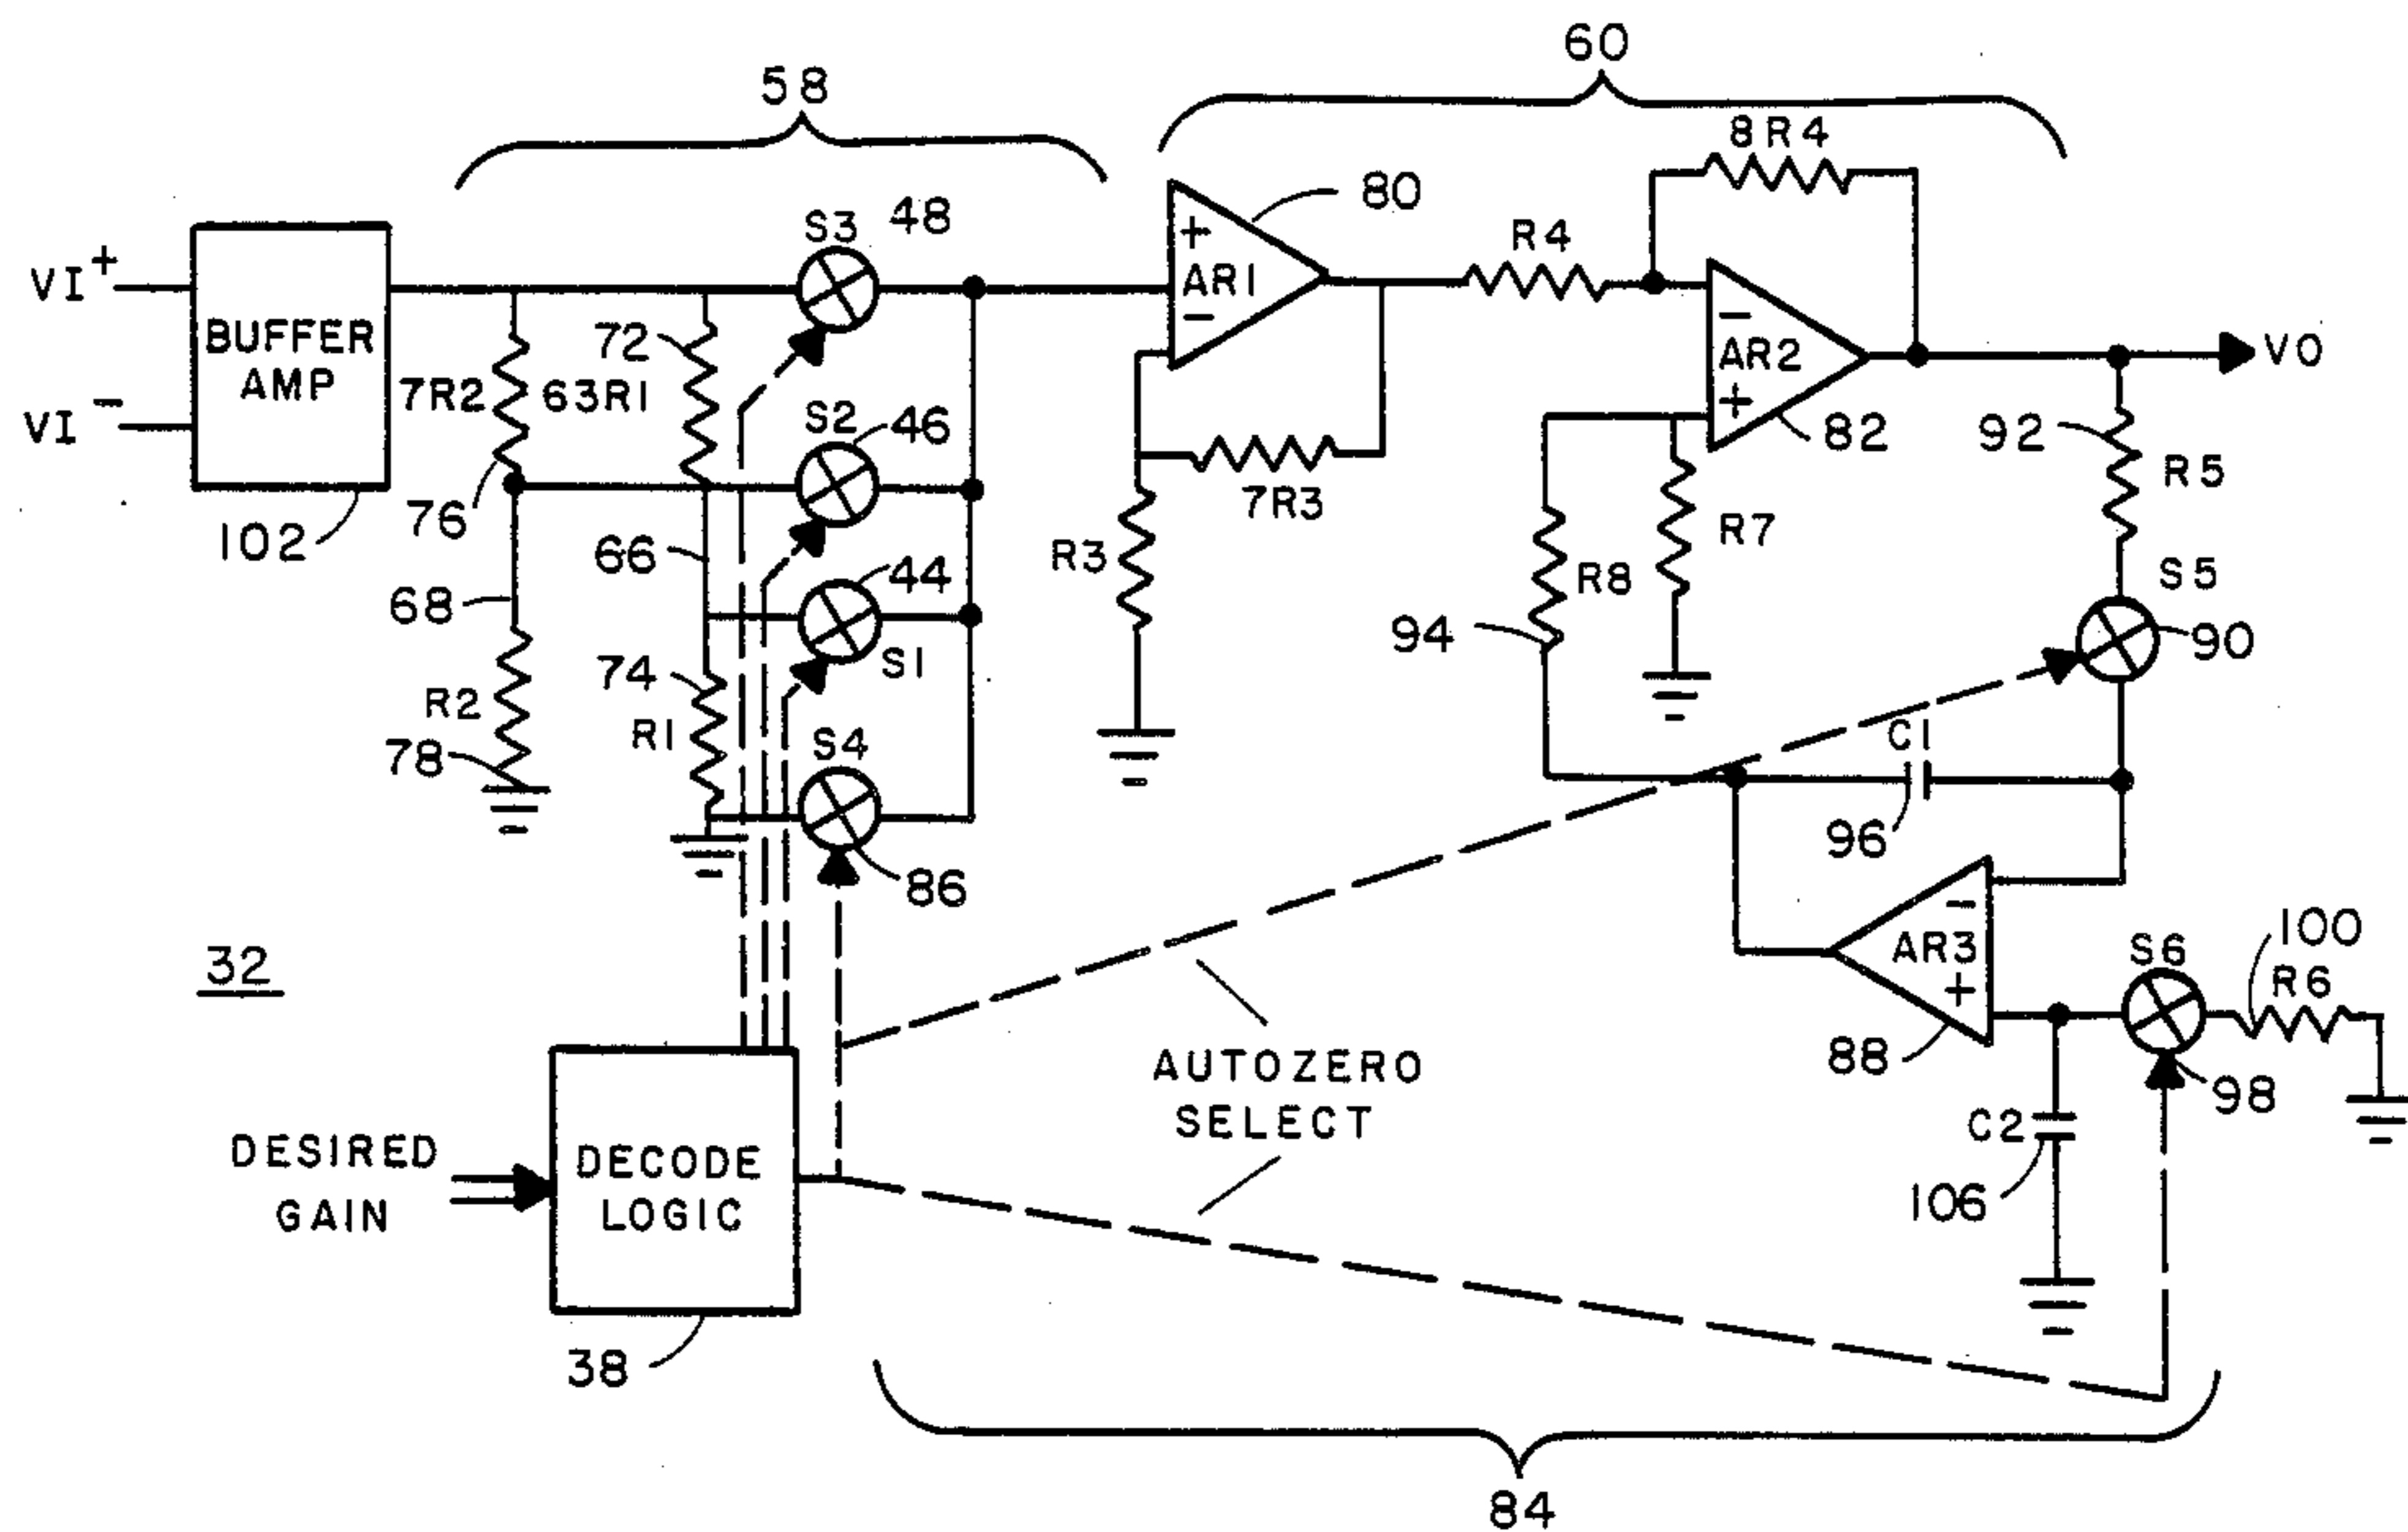 60
58
8R4
80
48
S3
R4
VI+
AR1
+
-
72
BUFFER
AMP
7R2
63R1
S2
46
-
AR2
+
VO
82
92
R5
VI-
76
102
7R3
66
R3
R8
R7
S5
44
68
94
90
74
S1
R2
R1
78
S4
C1
96
86
-
AR3
+
S6
100
R6
32
88
98
AUTOZERO
SELECT
C2
DESIRED
GAIN
DECODE
LOGIC
106
38
84